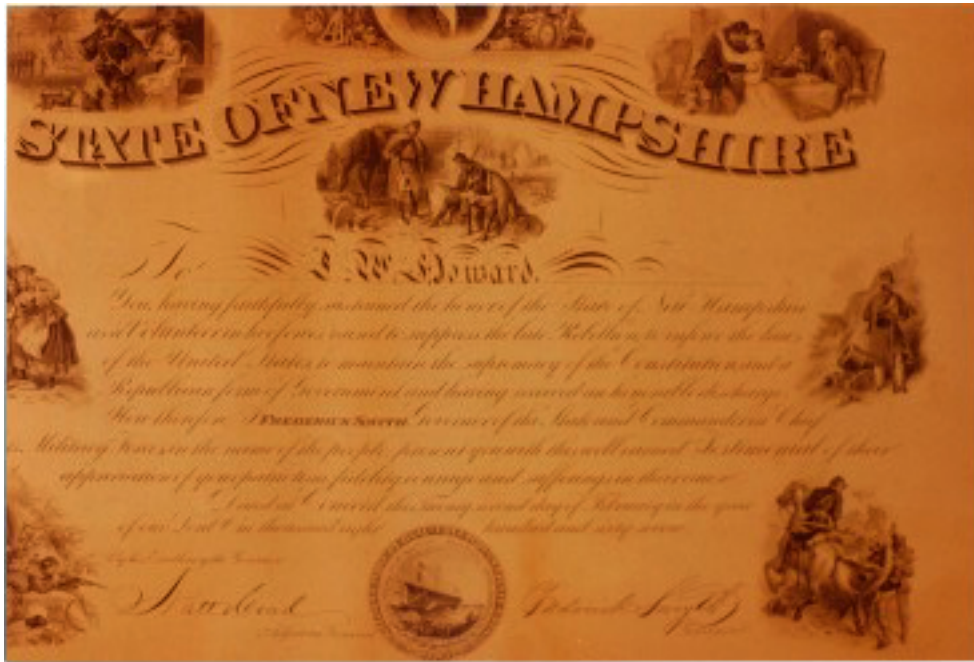 STATE OF NEW HAMPSHIRE
To
J. W. Howard.
You, having faithfully sustained the honor of the State of New Hampshire
as a Volunteer in her forces raised to suppress the late Rebellion, to enforce the laws
of the United States, to maintain the supremacy of the Constitution and a
Republican form of Government and having received an honorable discharge.
Now therefore I FREDERICK SMYTH Governor of the State and Commander in Chief
Military Forces in the name of the people, present you with this well earned Testimonial of their
appreciation of your patriotism, fidelity, courage and sufferings in their cause
Dated at Concord this twenty second day of February in the year
of our Lord One thousand eight hundred and sixty seven
Frederick Smyth